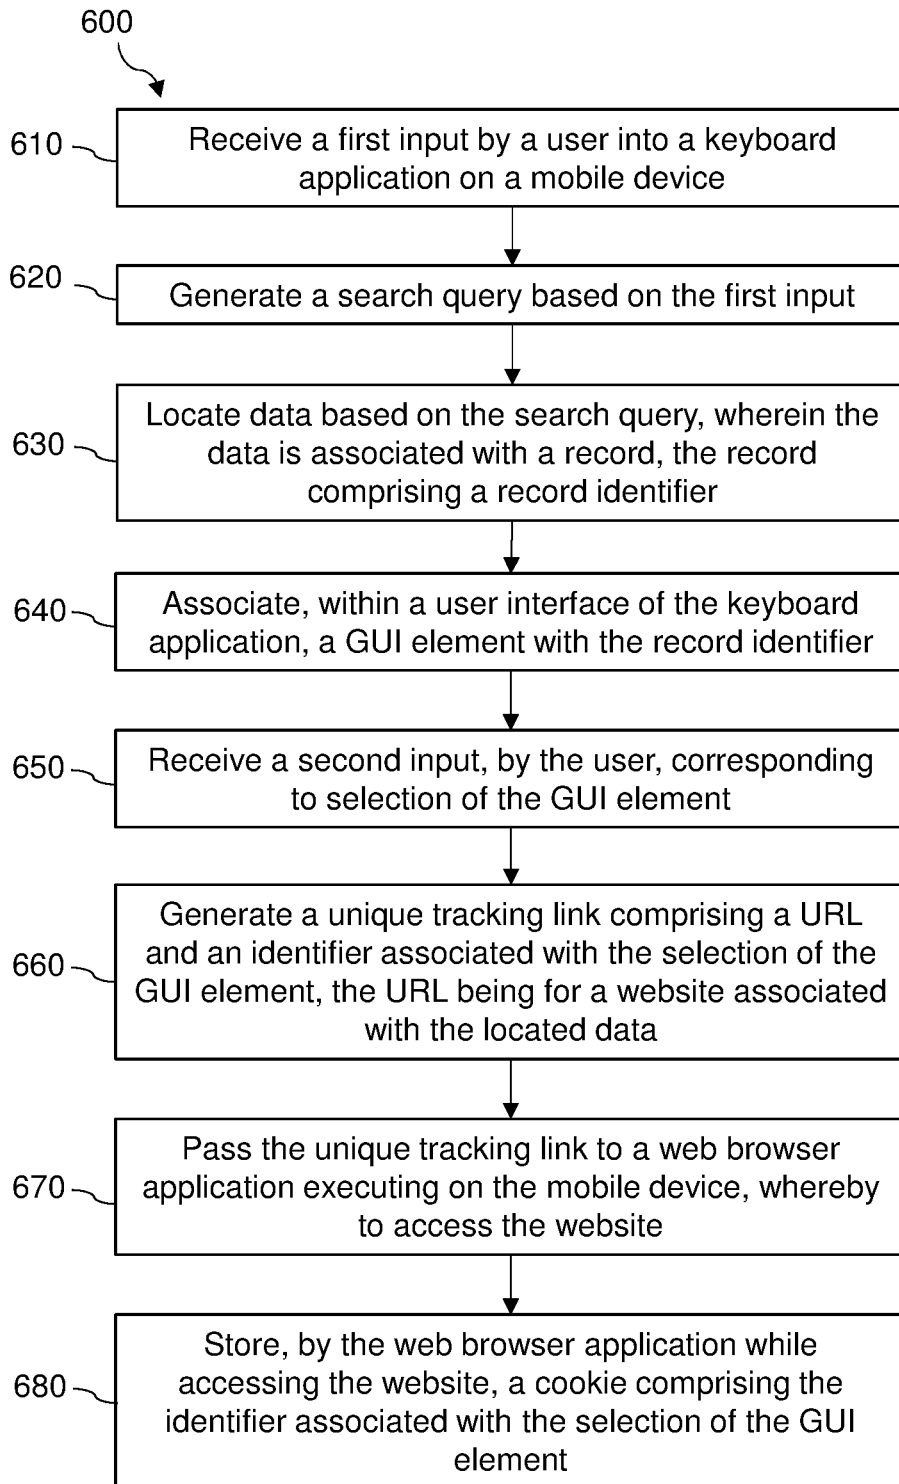 600
610
Receive a first input by a user into a keyboard
application on a mobile device
620
Generate a search query based on the first input
630
Locate data based on the search query, wherein the
data is associated with a record, the record
comprising a record identifier
640
Associate, within a user interface of the keyboard
application, a GUI element with the record identifier
650
Receive a second input, by the user, corresponding
to selection of the GUI element
660
Generate a unique tracking link comprising a URL
and an identifier associated with the selection of the
GUI element, the URL being for a website associated
with the located data
670
Pass the unique tracking link to a web browser
application executing on the mobile device, whereby
to access the website
680
Store, by the web browser application while
accessing the website, a cookie comprising the
identifier associated with the selection of the GUI
element